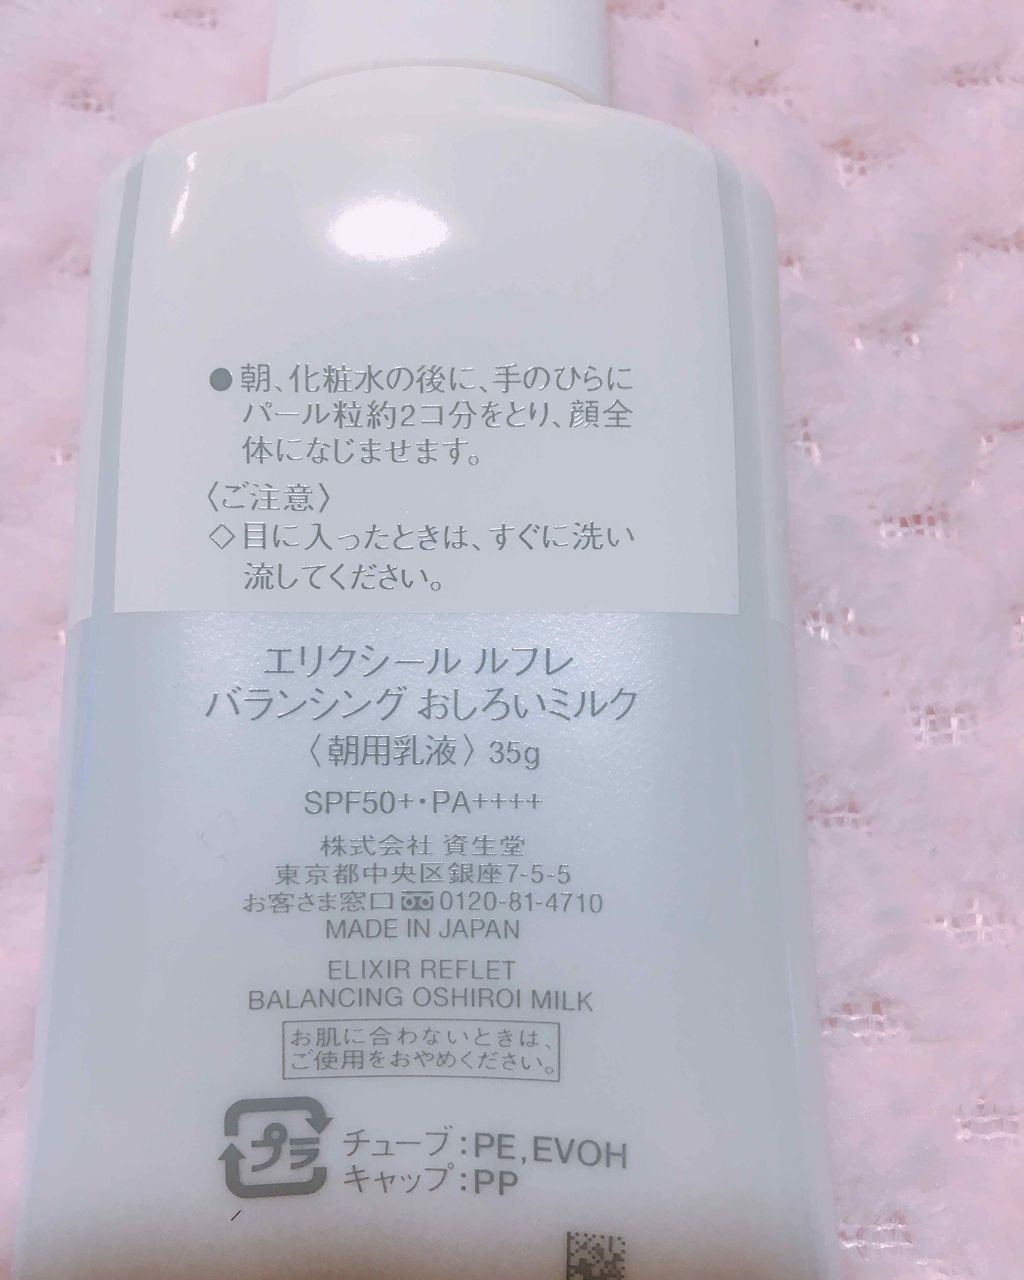 ●朝、化粧水の後に、手のひらに
パール粒約2コ分をとり、顔全
体になじませます。
〈ご注意〉
◇目に入ったときは、すぐに洗い
流してください。
エリクシール ルフレ
バランシング おしろいミルク
〈朝用乳液〉35g
SPF50+・PA++++
株式会社 資生堂
東京都中央区銀座7-5-5
お客さま窓口 0120-81-4710
MADE IN JAPAN
ELIXIR REFLET
BALANCING OSHIROI MILK
お肌に合わないときは、
ご使用をおやめください。
プラ
チューブ:PE,EVOH
キャップ:PP